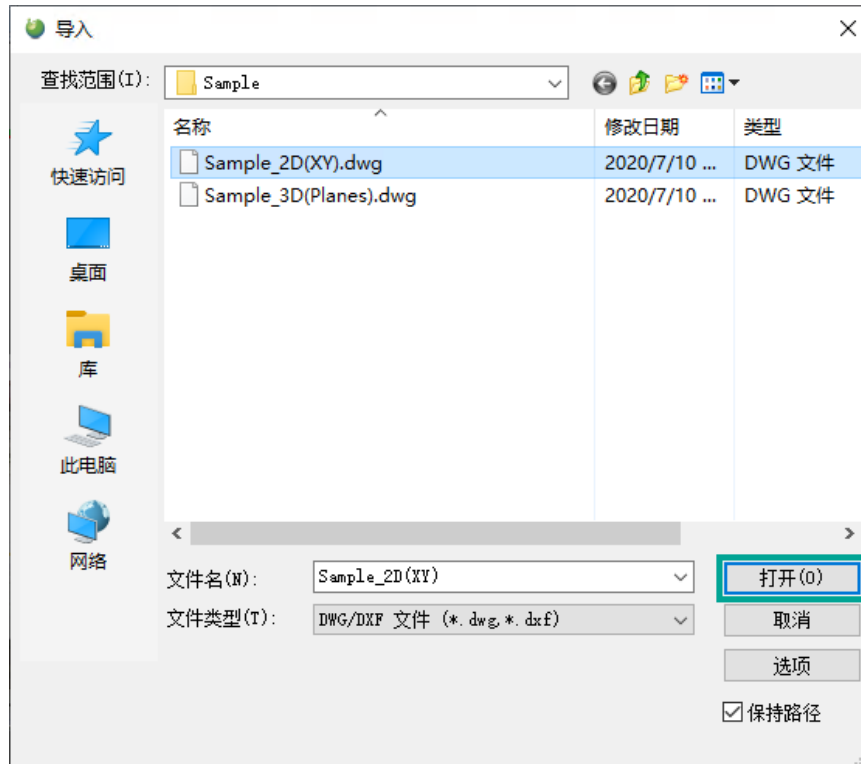 导入
查找范围(I):
Sample
名称
修改日期
类型
Sample_2D(XY).dwg
2020/7/10 ...
DWG 文件
Sample_3D(Planes).dwg
2020/7/10 ...
DWG 文件
快速访问
桌面
库
此电脑
网络
文件名(N):
Sample_2D(XY)
打开(O)
文件类型(T):
DWG/DXF 文件 (*.dwg,*.dxf)
取消
选项
保持路径